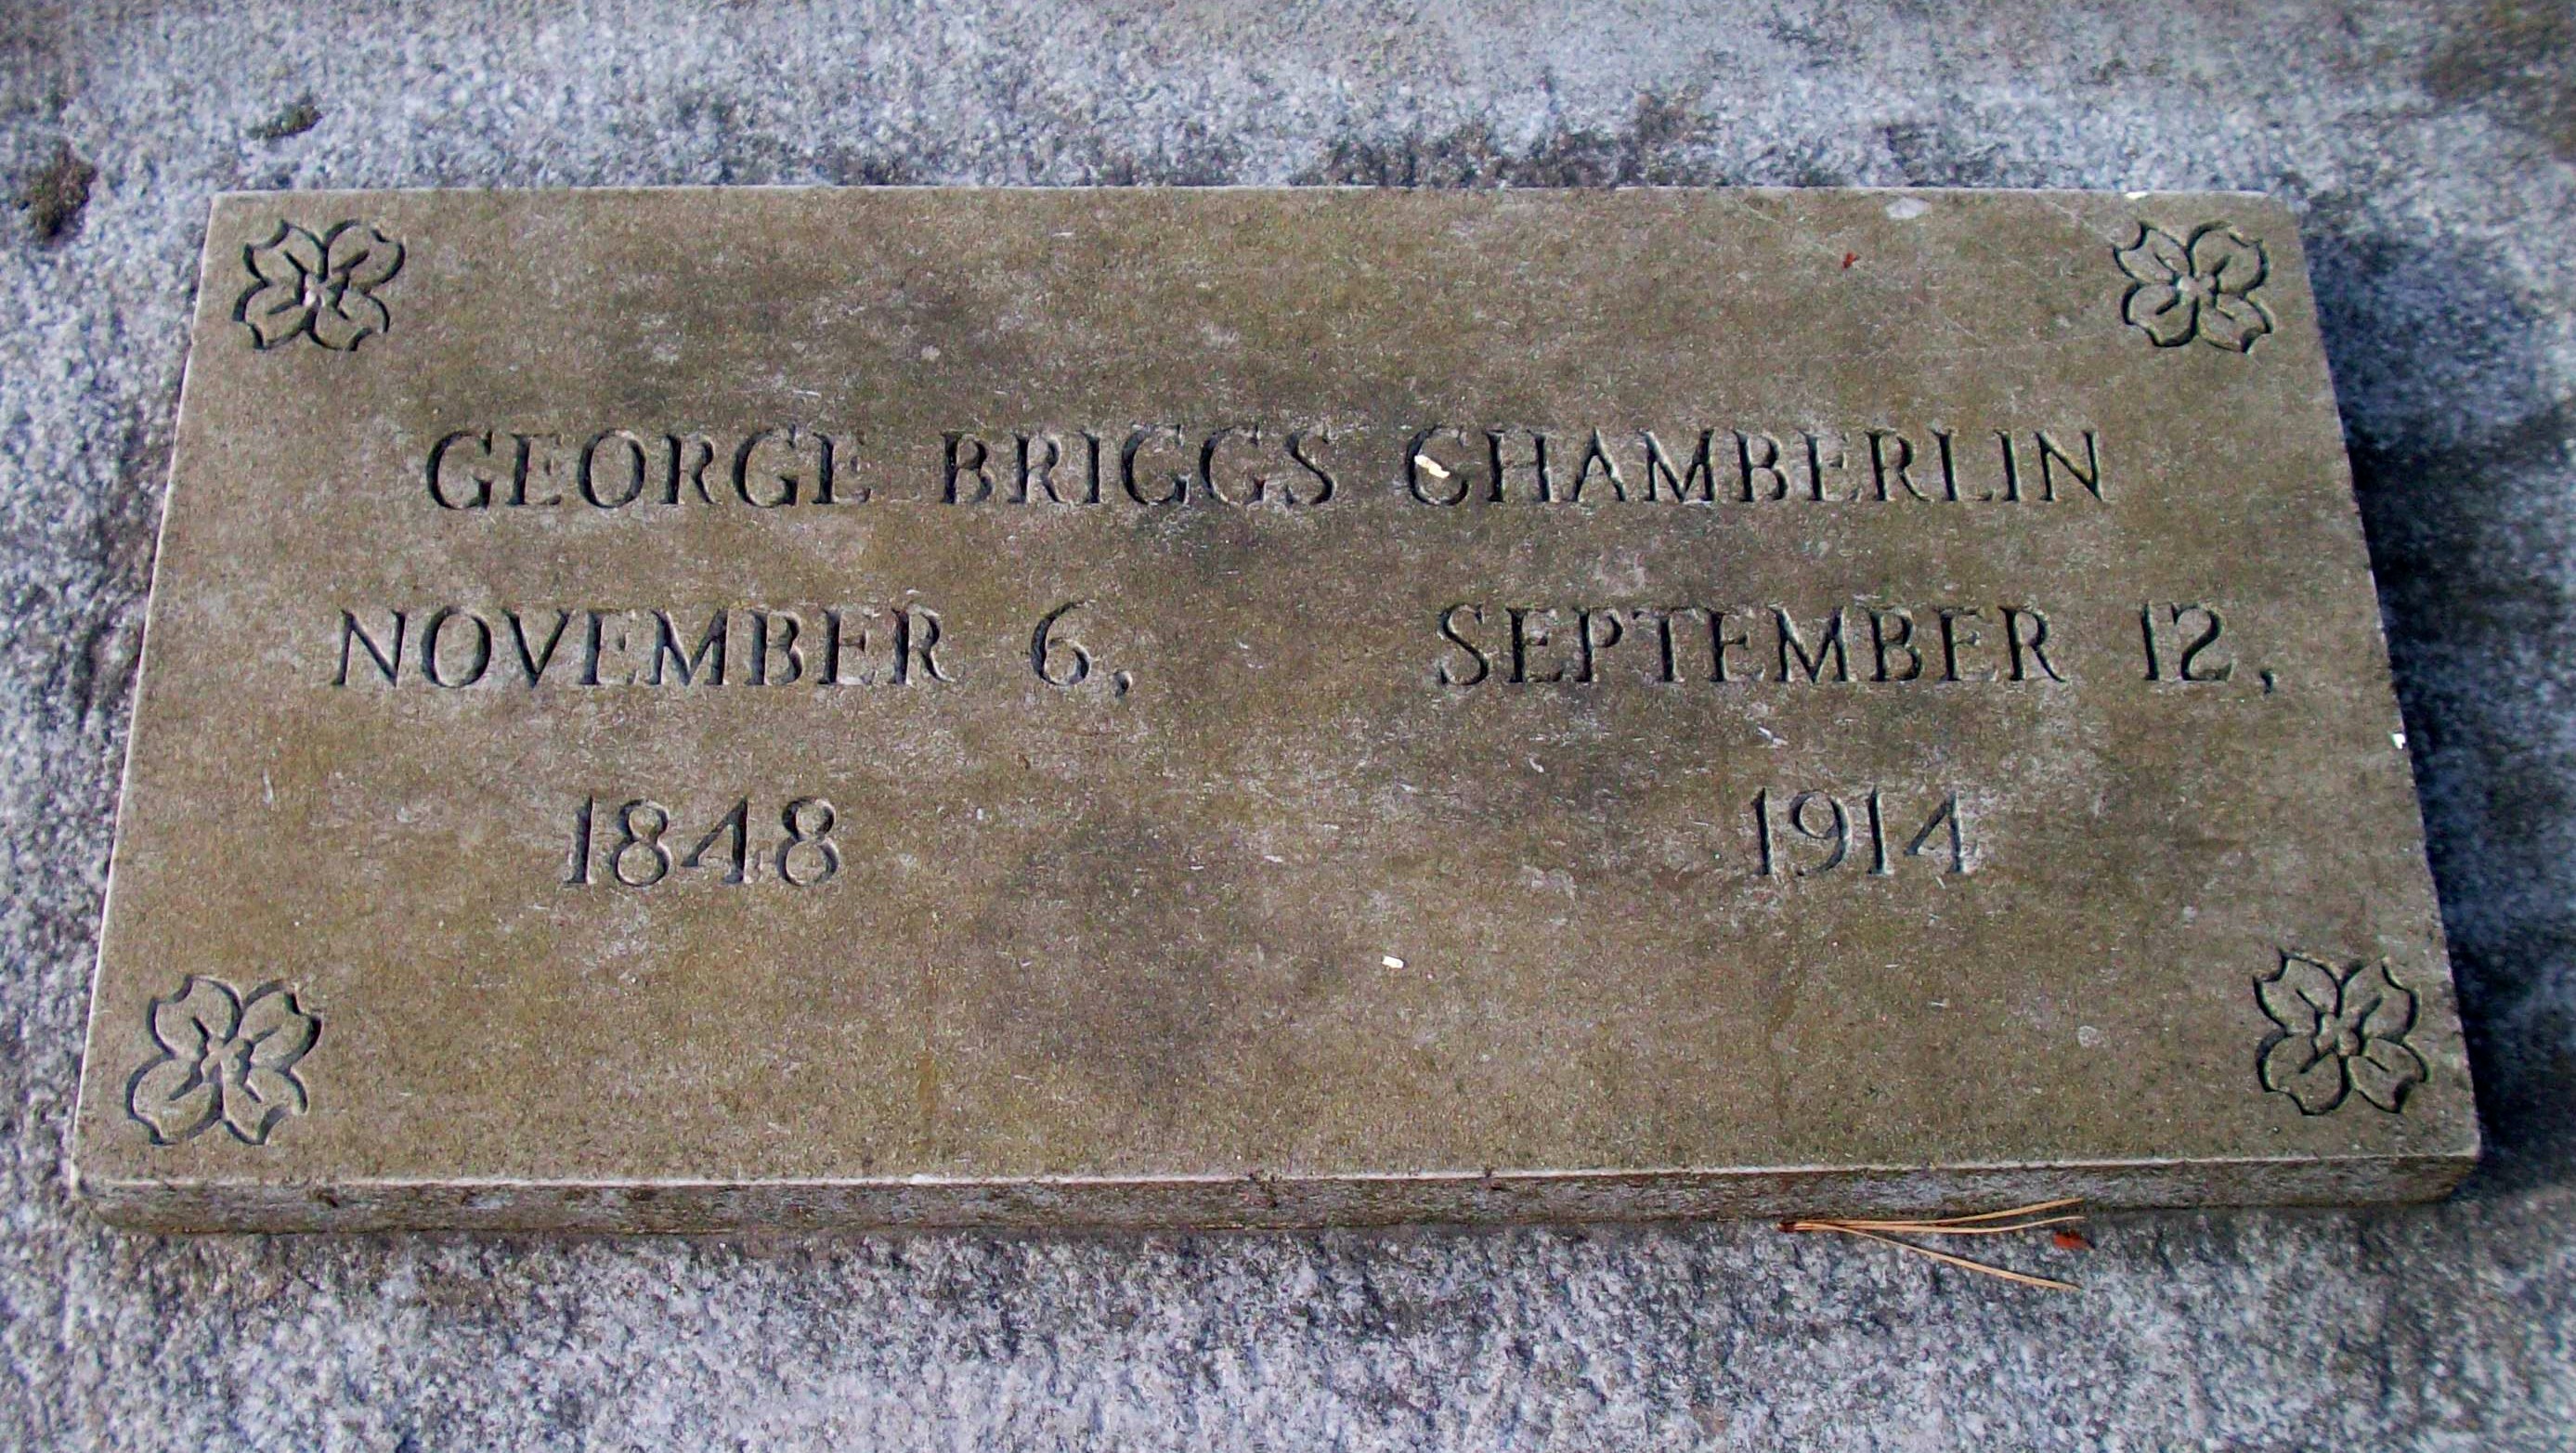 GEORGE BRIGGS CHAMBERLIN
NOVEMBER 6, SEPTEMBER 12,
1848 1914